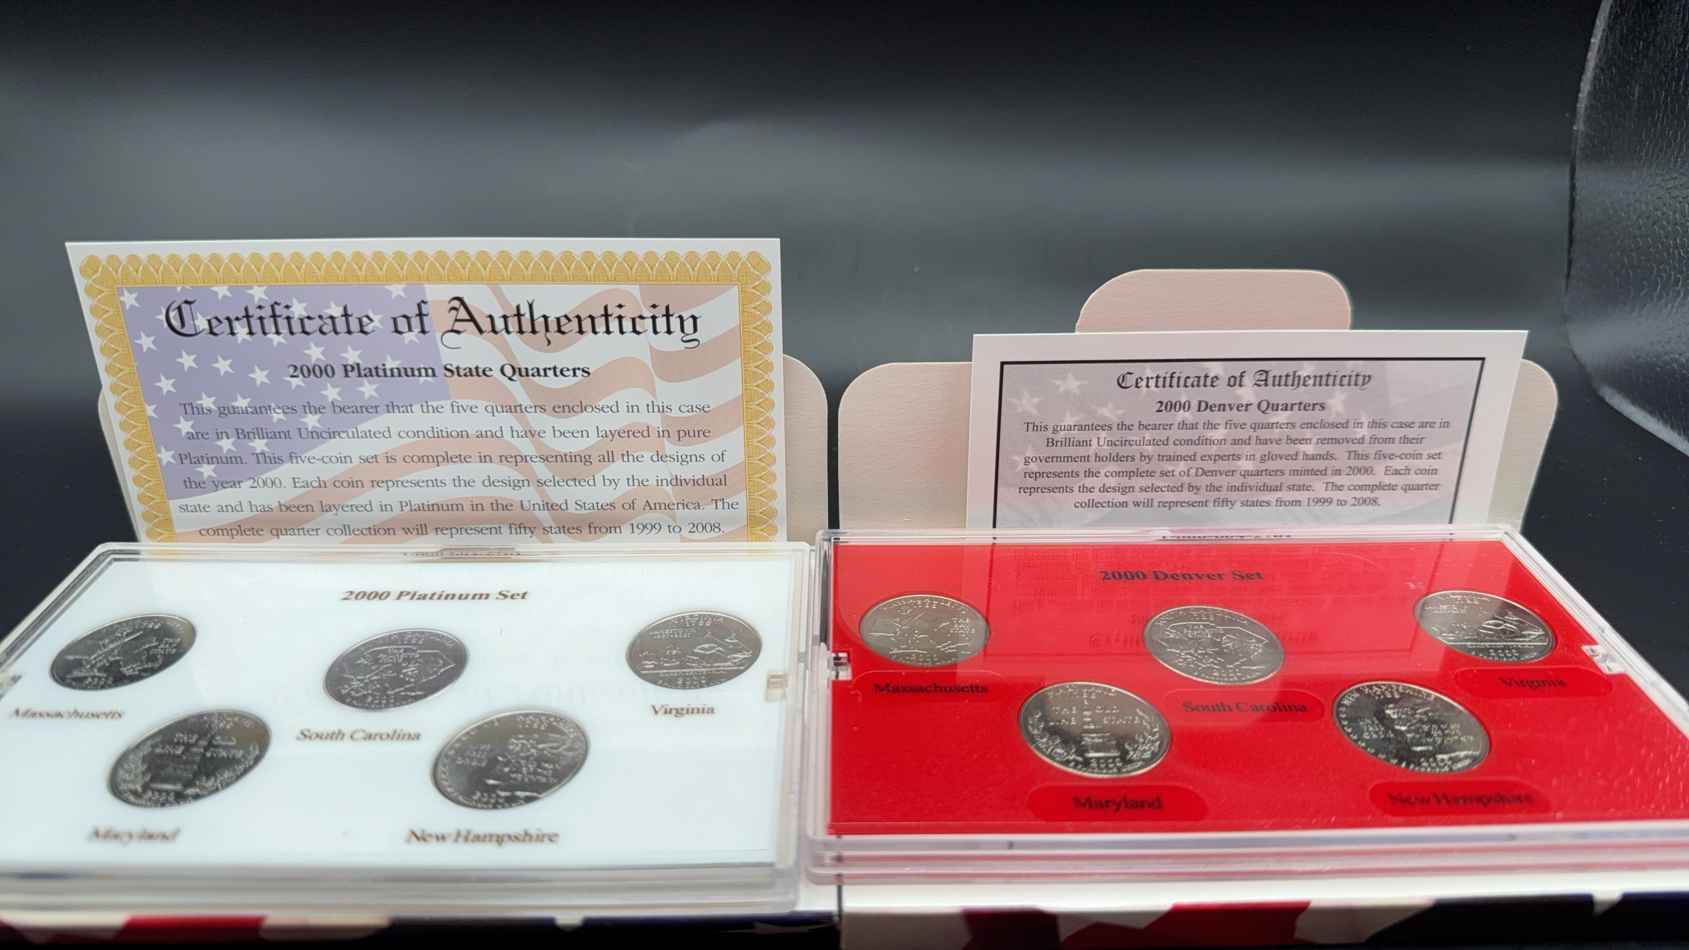 Certificate of Authenticity
2000 Platinum State Quarters
This guarantees the bearer that the five quarters enclosed in this case
are in Brilliant Uncirculated condition and have been layered in pure
Platinum. This five-coin set is complete in representing all the designs of
the year 2000. Each coin represents the design selected by the individual
state and has been layered in Platinum in the United States of America. The
complete quarter collection will represent fifty states from 1999 to 2008.
Certificate of Authenticity
2000 Denver Quarters
This guarantees the bearer that the five quarters enclosed in this case are in
Brilliant Uncirculated condition and have been removed from their
government holders by trained experts in gloved hands. This five-coin set
represents the complete set of Denver quarters minted in 2000. Each coin
represents the design selected by the individual state. The complete quarter
collection will represent fifty states from 1999 to 2008.
2000 Platinum Set
Massachusetts
South Carolina
Virginia
Maryland
New Hampshire
2000 Denver Set
Massachusetts
South Carolina
Virginia
Maryland
New Hampshire